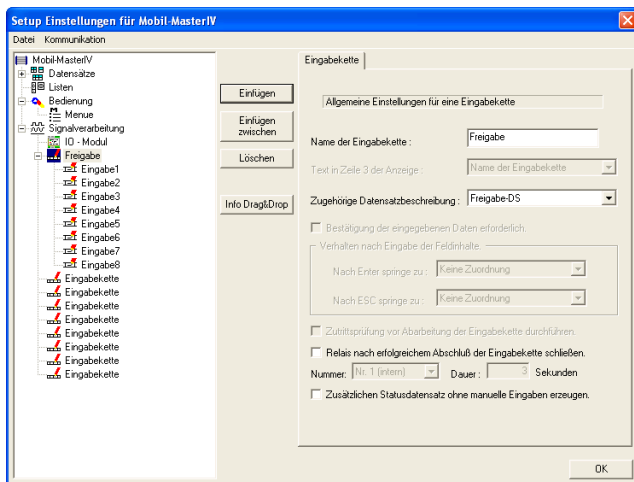 Setup Einstellungen für Mobil-MasterIV
Datei Kommunikation
Mobil-MasterIV
Datensätze
Listen
Bedienung
Menue
Signalverarbeitung
IO - Modul
Freigabe
Eingabe1
Eingabe2
Eingabe3
Eingabe4
Eingabe5
Eingabe6
Eingabe7
Eingabe8
Eingabekette
Eingabekette
Eingabekette
Eingabekette
Eingabekette
Eingabekette
Eingabekette
Eingabekette
Einfügen
Einfügen
zwischen
Löschen
Info Drag&Drop
Eingabekette
Allgemeine Einstellungen für eine Eingabekette
Name der Eingabekette : Freigabe
Text in Zeile 3 der Anzeige : Name der Eingabekette
Zugehörige Datensatzbeschreibung : Freigabe-DS
Bestätigung der eingegebenen Daten erforderlich.
Verhalten nach Eingabe der Feldinhalte.
Nach Enter springe zu : Keine Zuordnung
Nach ESC springe zu : Keine Zuordnung
Zutrittsprüfung vor Abarbeitung der Eingabekette durchführen.
Relais nach erfolgreichem Abschluß der Eingabekette schließen.
Nummer: Nr. 1 (intern) Dauer : 3 Sekunden
Zusätzlichen Statusdatensatz ohne manuelle Eingaben erzeugen.
OK